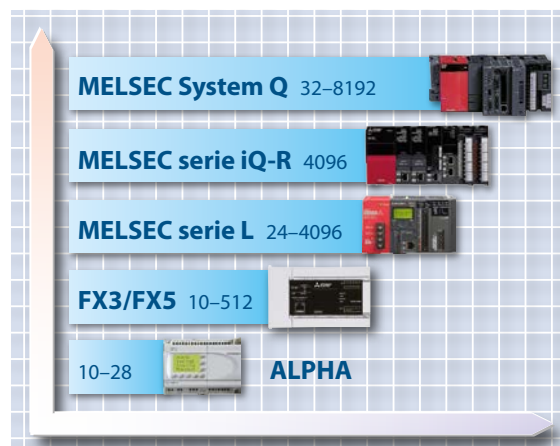 MELSEC System Q 32–8192
MELSEC serie iQ-R 4096
MELSEC serie L 24–4096
FX3/FX5 10–512
10–28 ALPHA